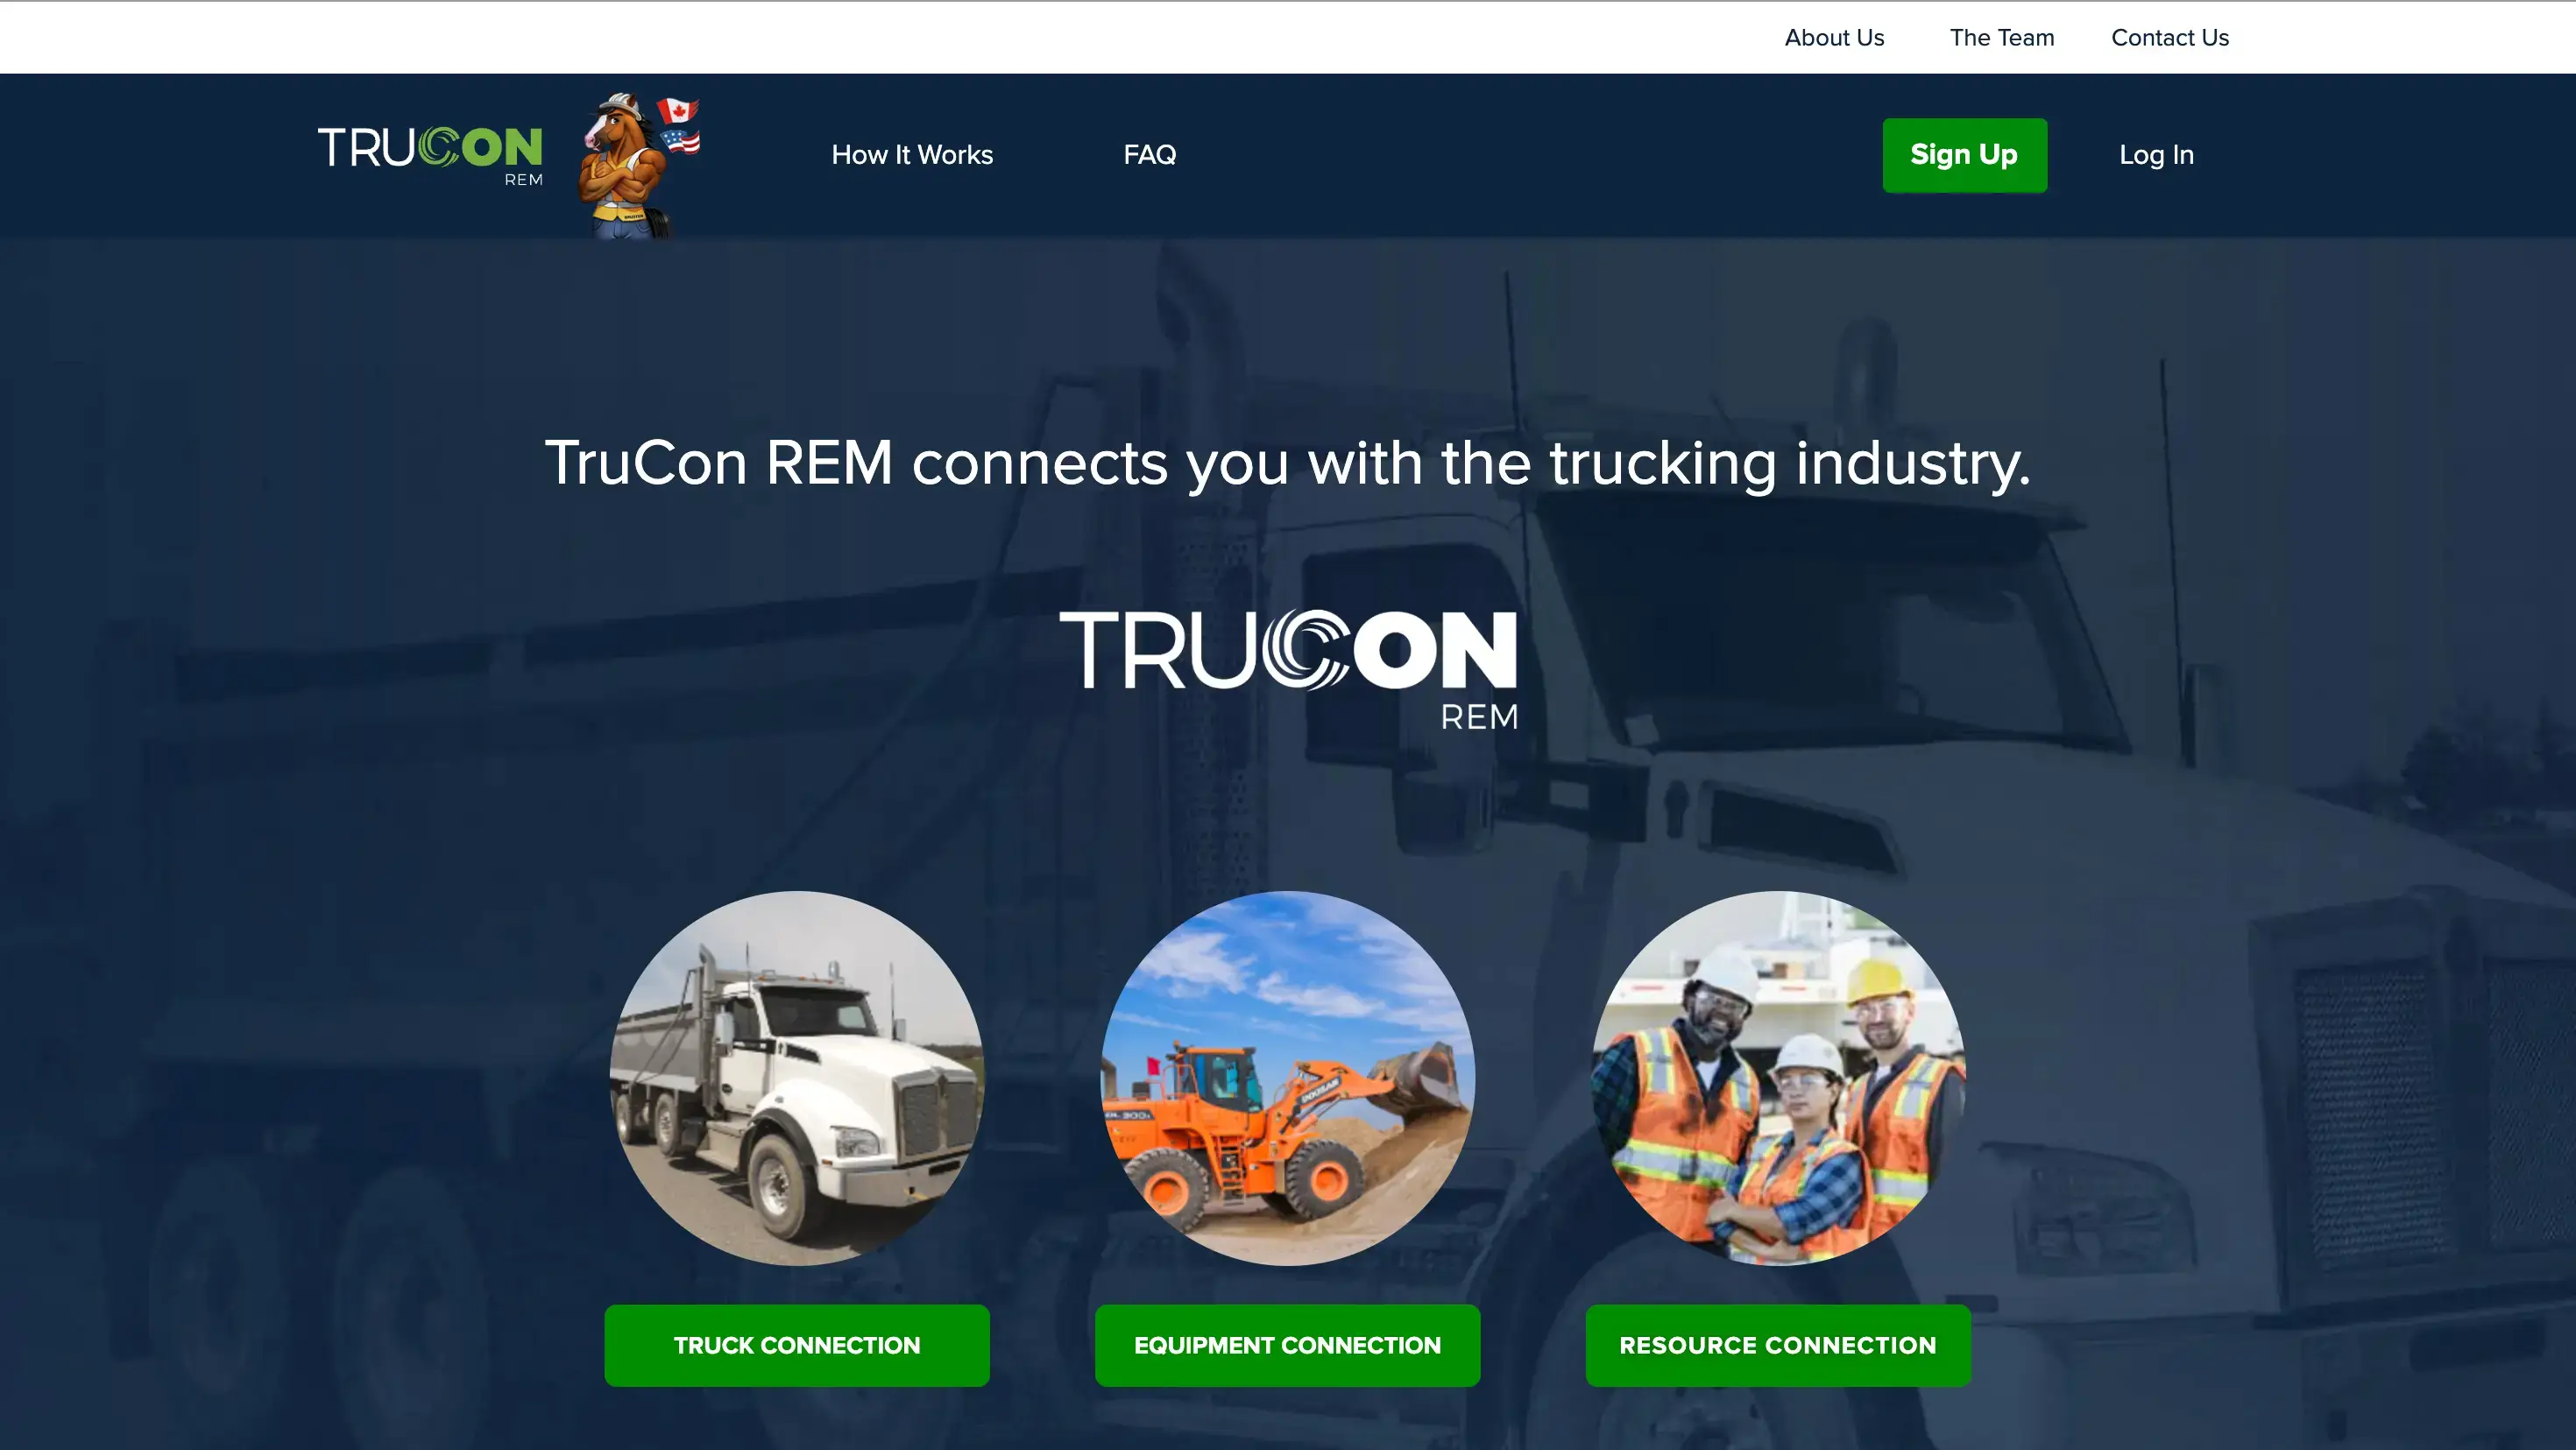 About Us
The Team
Contact Us
TRUCON
REM
How It Works
FAQ
Sign Up
Log In
TruCon REM connects you with the trucking industry.
TRUCON
REM
DOOSAN
TRUCK CONNECTION
EQUIPMENT CONNECTION
RESOURCE CONNECTION